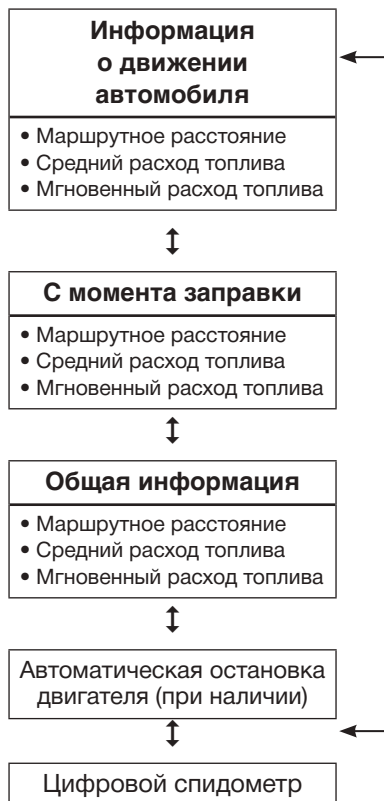 Информация
о движении
автомобиля
• Маршрутное расстояние
• Средний расход топлива
• Мгновенный расход топлива
С момента заправки
• Маршрутное расстояние
• Средний расход топлива
• Мгновенный расход топлива
Общая информация
• Маршрутное расстояние
• Средний расход топлива
• Мгновенный расход топлива
Автоматическая остановка
двигателя (при наличии)
Цифровой спидометр